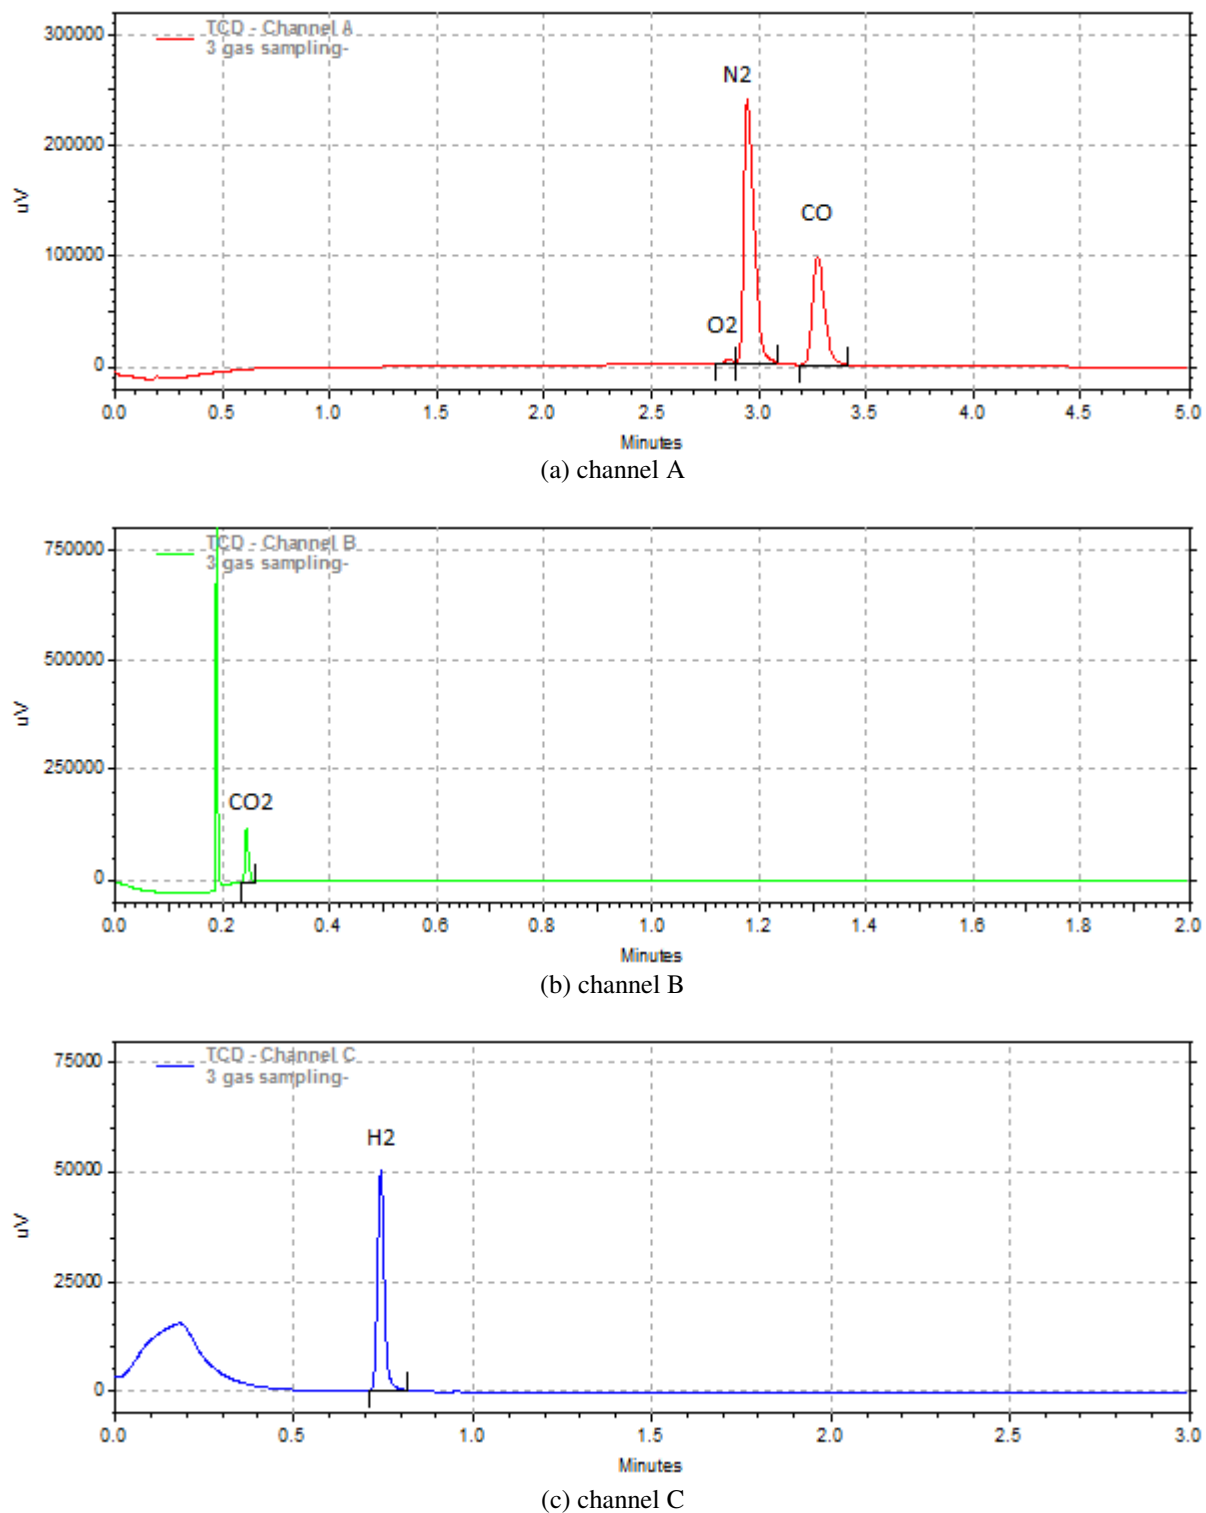 TCD - Channel A
3 gas sampling-
300000
200000
100000
0
uV
N2
CO
O2
0.0 0.5 1.0 1.5 2.0 2.5 3.0 3.5 4.0 4.5 5.0
Minutes
(a) channel A
TCD - Channel B
3 gas sampling-
750000
500000
250000
0
uV
CO2
0.0 0.2 0.4 0.6 0.8 1.0 1.2 1.4 1.6 1.8 2.0
Minutes
(b) channel B
TCD - Channel C
3 gas sampling-
75000
50000
25000
0
uV
H2
0.0 0.5 1.0 1.5 2.0 2.5 3.0
Minutes
(c) channel C